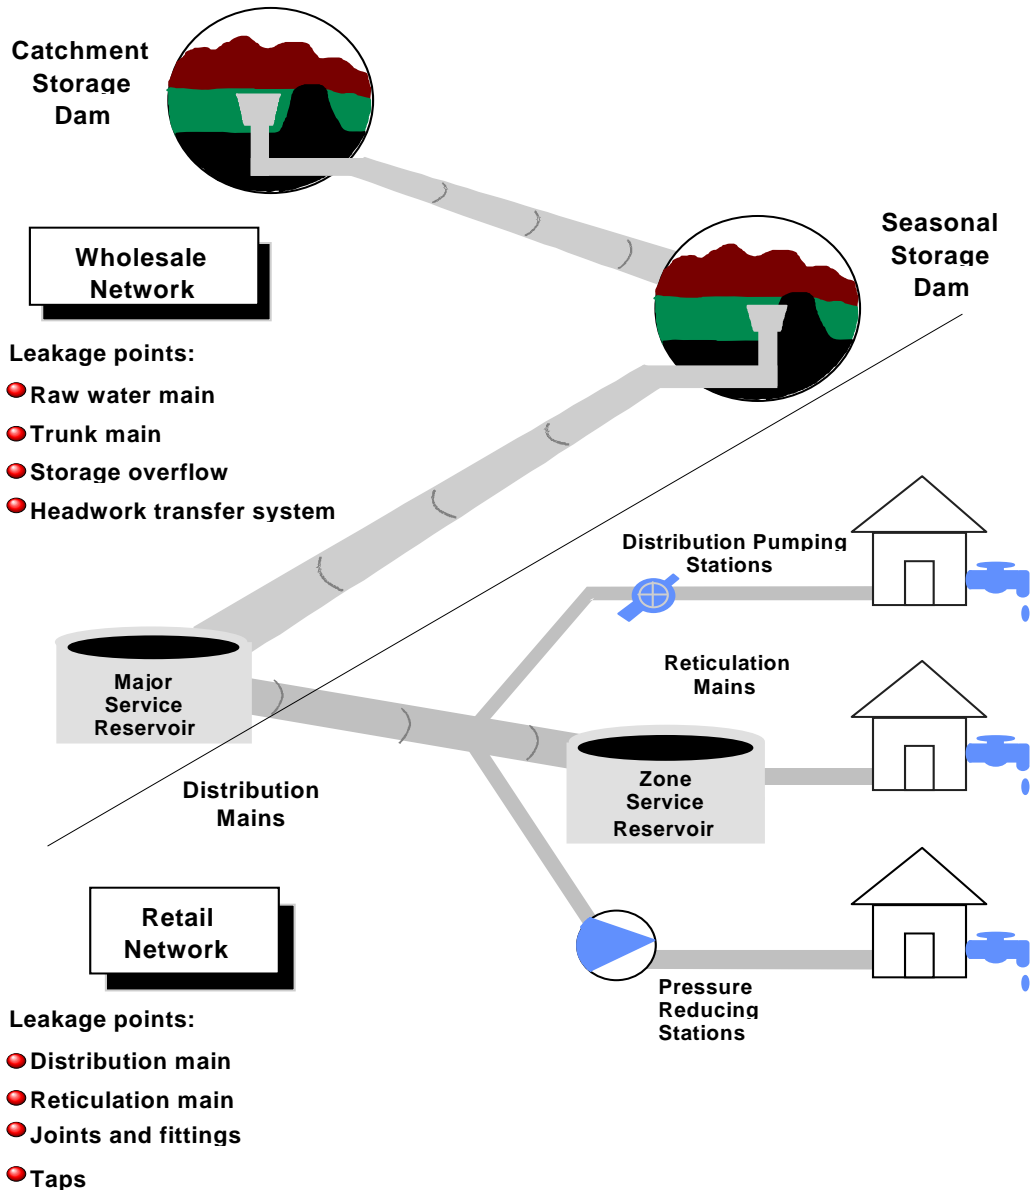 Catchment
Storage
Dam
Seasonal
Storage
Dam
Wholesale
Network
Leakage points:
Raw water main
Trunk main
Storage overflow
Headwork transfer system
Distribution Pumping
Stations
Reticulation
Mains
Major
Service
Reservoir
Zone
Service
Reservoir
Distribution
Mains
Retail
Network
Pressure
Reducing
Stations
Leakage points:
Distribution main
Reticulation main
Joints and fittings
Taps